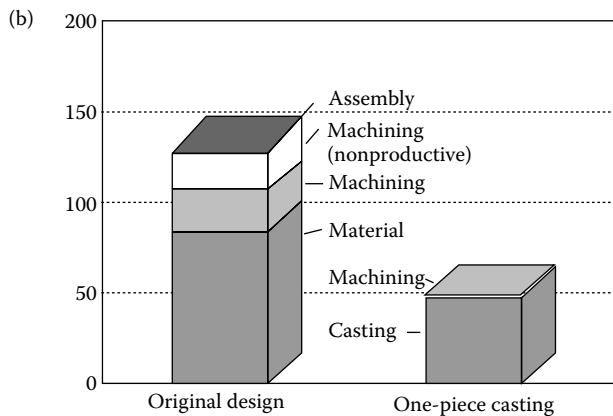 (b)
200
150
100
50
0
Assembly
Machining
(nonproductive)
Machining
Material
Machining
Casting
Original design
One-piece casting